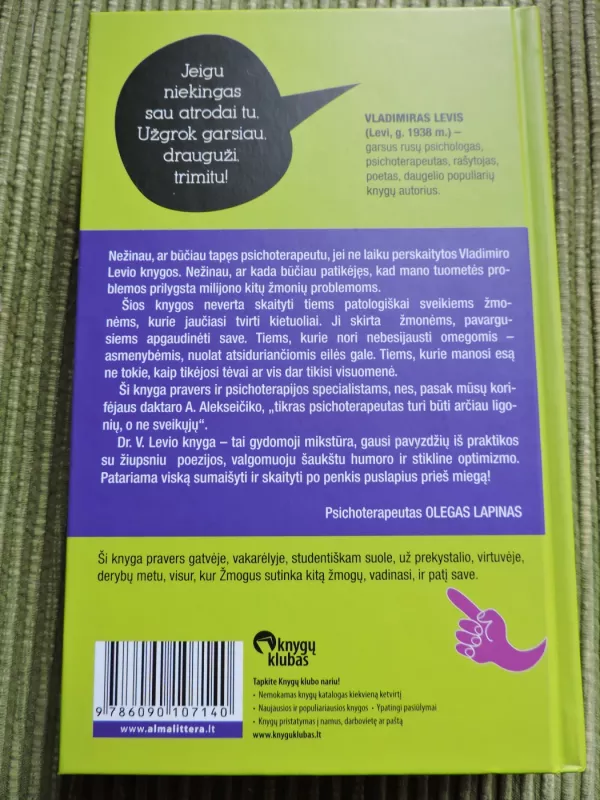 Jeigu
niekingas
sau atrodai tu.
Užgrok garsiau,
drauguži,
trimitu!
VLADIMIRAS LEVIS
(Levi, g. 1938 m.) –
garsus rusų psichologas,
psichoterapeutas, rašytojas,
poetas, daugelio populiarių
knygų autorius.
Nežinau, ar būčiau tapęs psichoterapeutu, jei ne laiku perskaitytos Vladimiro
Levio knygos. Nežinau, ar kada būčiau patikėjęs, kad mano tuometės pro-
blemos prilygsta milijono kitų žmonių problemoms.
Šios knygos neverta skaityti tiems patologiškai sveikiems žmo-
nėms, kurie jaučiasi tvirti kietuoliai. Ji skirta žmonėms, pavargu-
siems apgaudinėti save. Tiems, kurie nori nebesijausti omegomis –
asmenybėmis, nuolat atsiduriančiomis eilės gale. Tiems, kurie manosi esą
ne tokie, kaip tikėjosi tėvai ar vis dar tikisi visuomenė.
Ši knyga pravers ir psichoterapijos specialistams, nes, pasak mūsų kori-
fėjaus daktaro A. Alekseičiko, „tikras psichoterapeutas turi būti arčiau ligo-
nių, o ne sveikųjų“.
Dr. V. Levio knyga – tai gydomoji mikstūra, gausi pavyzdžių iš praktikos
su žiupsniu poezijos, valgomuoju šaukštu humoro ir stikline optimizmo.
Patariama viską sumaišyti ir skaityti po penkis puslapius prieš miegą!
Psichoterapeutas OLEGAS LAPINAS
Ši knyga pravers gatvėje, vakarėlyje, studentiškam suole, už prekystalio, virtuvėje,
derybų metu, visur, kur Žmogus sutinka kitą žmogų, vadinasi, ir patį save.
knygų
klubas
Tapkite Knygų klubo nariu!
• Nemokamas knygų katalogas kiekvieną ketvirtį
• Naujausios ir populiariausios knygos • Ypatingi pasiūlymai
• Knygų pristatymas į namus, darbovietę ar paštą
www.knyguklubas.lt
9 786090 107140
www.almalittera.lt